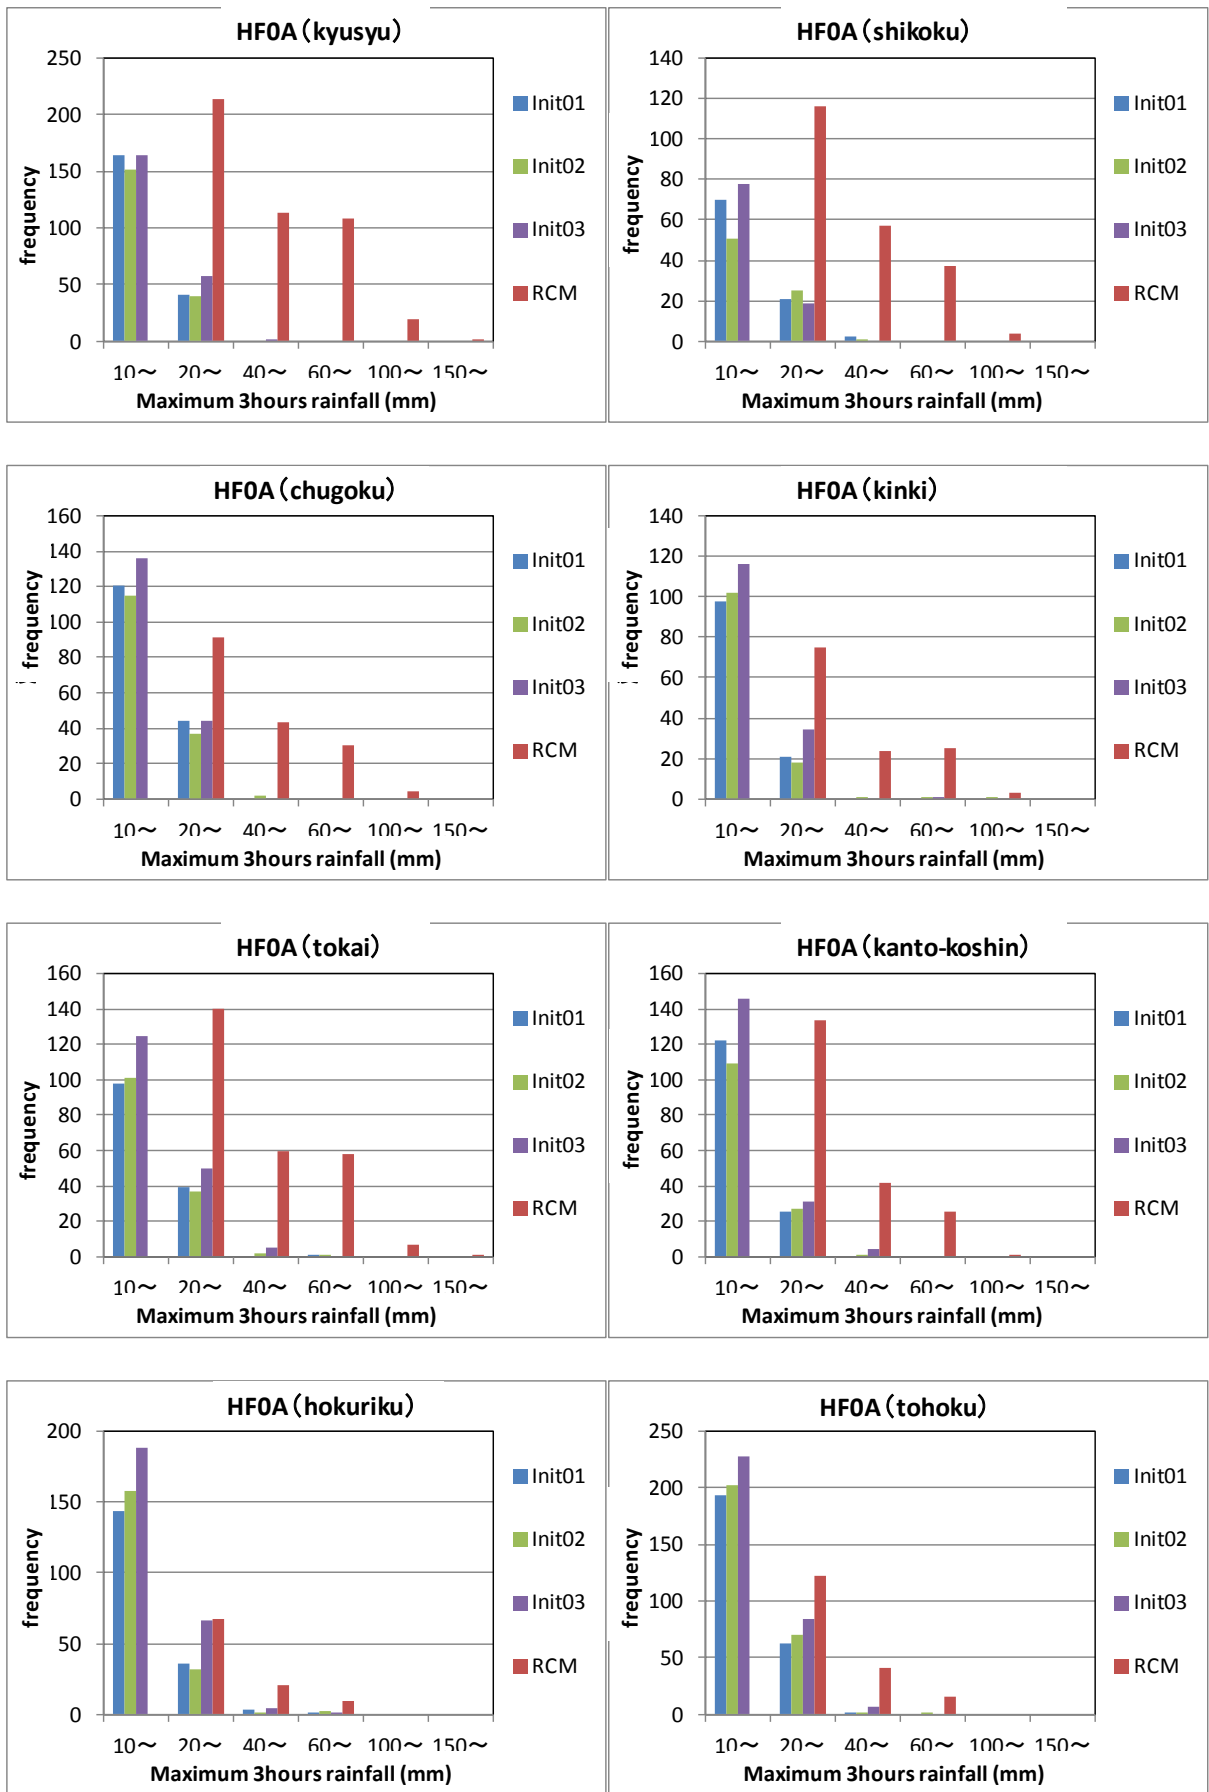 HF0A（kyusyu）
250
200
150
100
50
0
frequency
10～ 20～ 40～ 60～ 100～ 150～
Maximum 3hours rainfall (mm)
Init01
Init02
Init03
RCM
HF0A（shikoku）
140
120
100
80
60
40
20
0
frequency
10～ 20～ 40～ 60～ 100～ 150～
Maximum 3hours rainfall (mm)
Init01
Init02
Init03
RCM
HF0A（chugoku）
160
140
120
100
80
60
40
20
0
frequency
10～ 20～ 40～ 60～ 100～ 150～
Maximum 3hours rainfall (mm)
Init01
Init02
Init03
RCM
HF0A（kinki）
140
120
100
80
60
40
20
0
frequency
10～ 20～ 40～ 60～ 100～ 150～
Maximum 3hours rainfall (mm)
Init01
Init02
Init03
RCM
HF0A（tokai）
160
140
120
100
80
60
40
20
0
frequency
10～ 20～ 40～ 60～ 100～ 150～
Maximum 3hours rainfall (mm)
Init01
Init02
Init03
RCM
HF0A（kanto-koshin）
160
140
120
100
80
60
40
20
0
frequency
10～ 20～ 40～ 60～ 100～ 150～
Maximum 3hours rainfall (mm)
Init01
Init02
Init03
RCM
HF0A（hokuriku）
200
150
100
50
0
frequency
10～ 20～ 40～ 60～ 100～ 150～
Maximum 3hours rainfall (mm)
Init01
Init02
Init03
RCM
HF0A（tohoku）
250
200
150
100
50
0
frequency
10～ 20～ 40～ 60～ 100～ 150～
Maximum 3hours rainfall (mm)
Init01
Init02
Init03
RCM